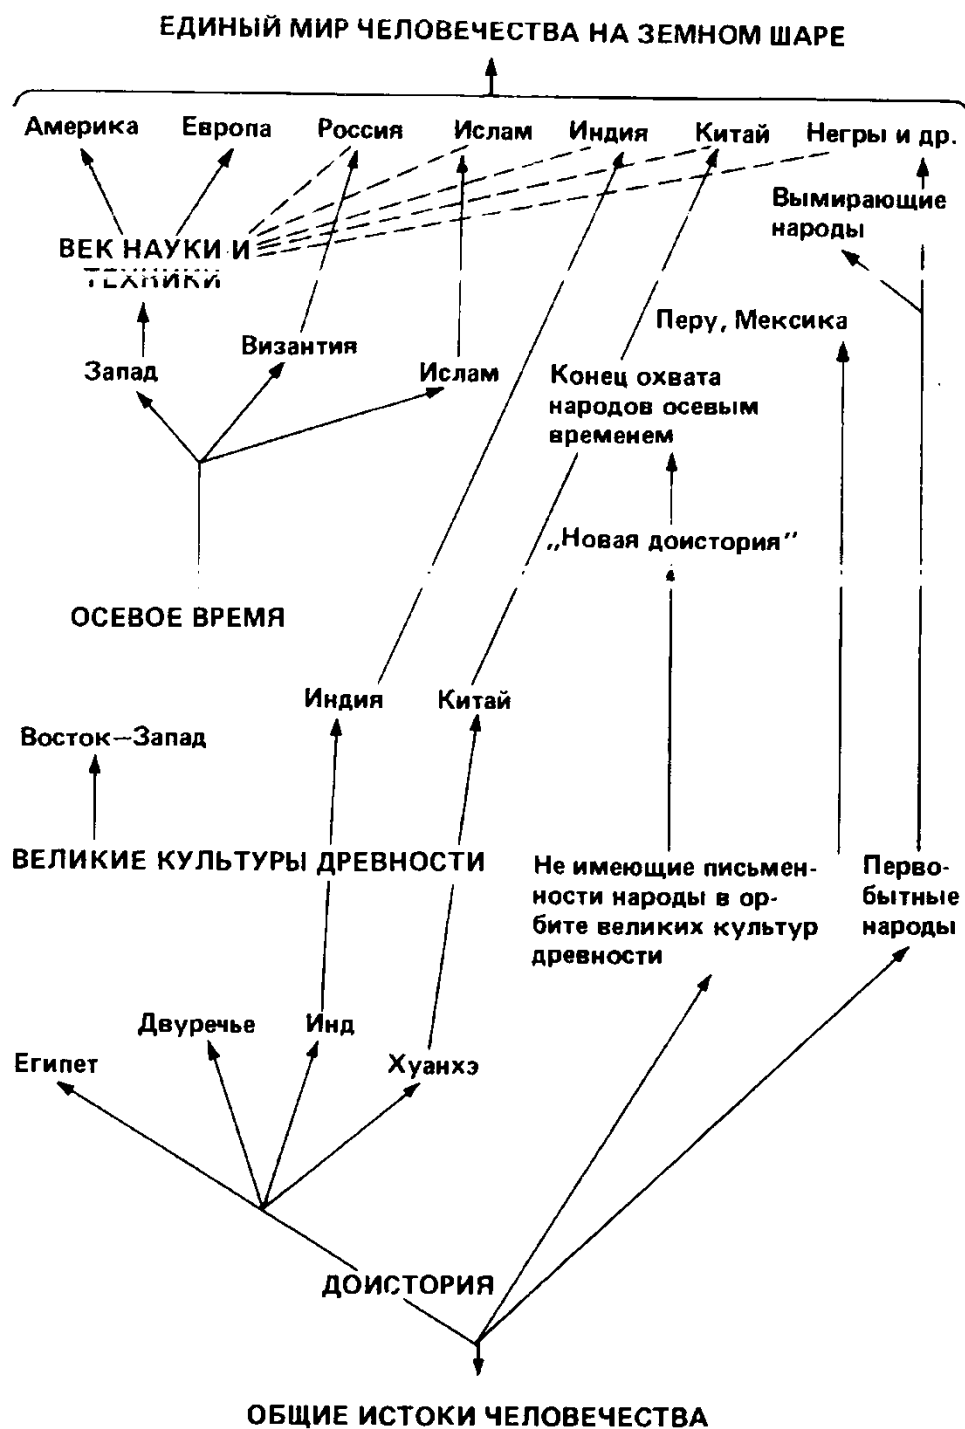 ЕДИНЫЙ МИР ЧЕЛОВЕЧЕСТВА НА ЗЕМНОМ ШАРЕ
Америка Европа Россия Ислам Индия Китай Негры и др.
Вымирающие
народы
ВЕК НАУКИ И
ТЕХНИКИ
Перу, Мексика
Византия
Запад
Ислам
Конец охвата
народов осевым
временем
„Новая доистория"
ОСЕВОЕ ВРЕМЯ
Индия Китай
Восток—Запад
ВЕЛИКИЕ КУЛЬТУРЫ ДРЕВНОСТИ
Не имеющие письмен-
ности народы в ор-
бите великих культур
древности
Перво-
бытные
народы
Двуречье Инд
Египет
Хуанхэ
ДОИСТОРИЯ
ОБЩИЕ ИСТОКИ ЧЕЛОВЕЧЕСТВА